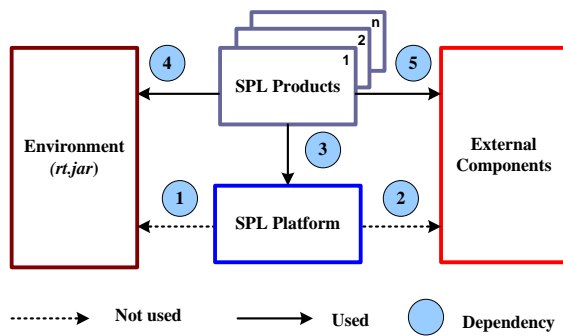 n
2
1
4
SPL Products
5
Environment
(rt.jar)
3
External
Components
1
2
SPL Platform
Not used
Used
Dependency